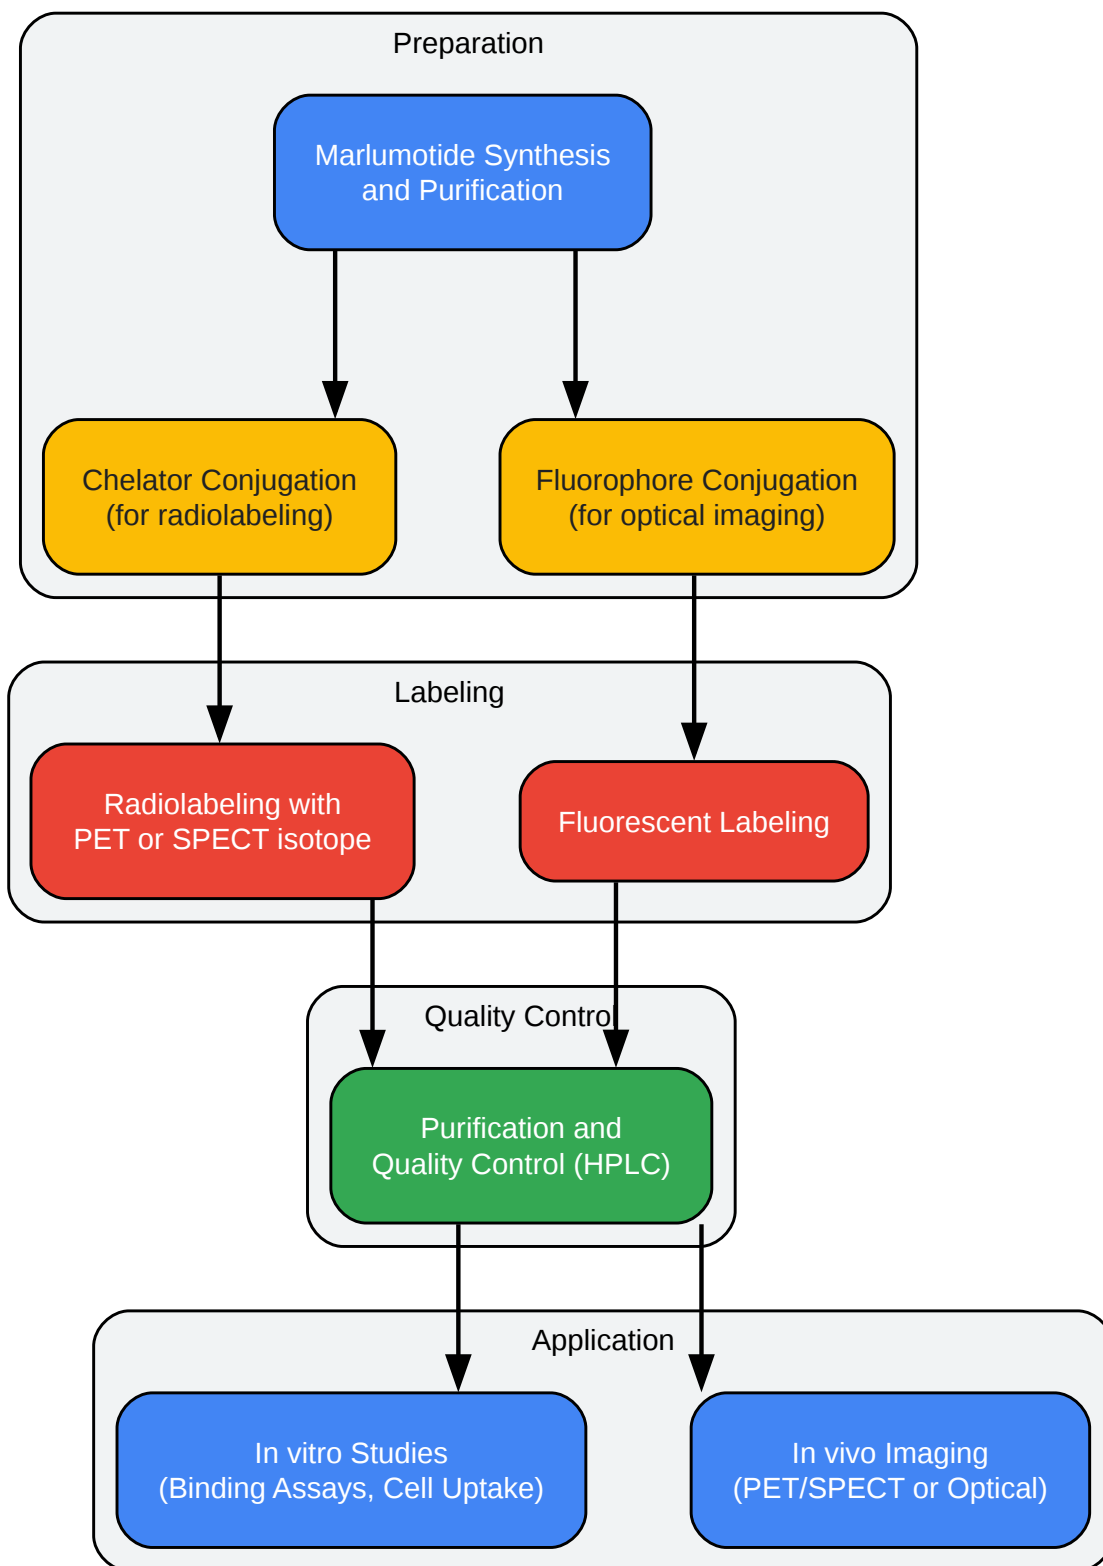 Preparation
Marlumotide Synthesis
and Purification
Chelator Conjugation
(for radiolabeling)
Fluorophore Conjugation
(for optical imaging)
Labeling
Radiolabeling with
PET or SPECT isotope
Fluorescent Labeling
Quality Control
Purification and
Quality Control (HPLC)
Application
In vitro Studies
(Binding Assays, Cell Uptake)
In vivo Imaging
(PET/SPECT or Optical)